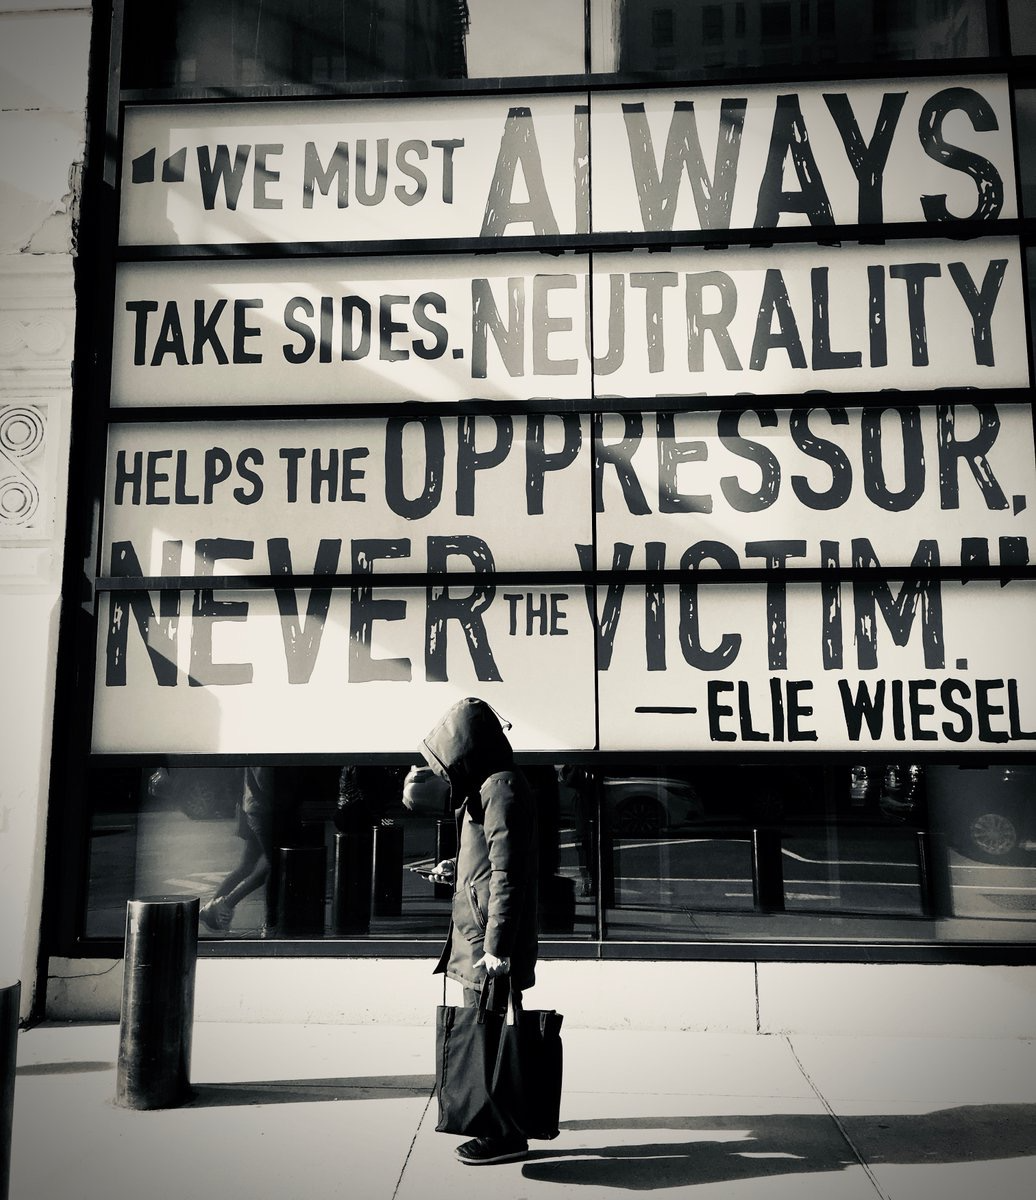 “WE MUST ALWAYS
TAKE SIDES. NEUTRALITY
HELPS THE OPPRESSOR,
NEVER THE VICTIM.”
—ELIE WIESEL